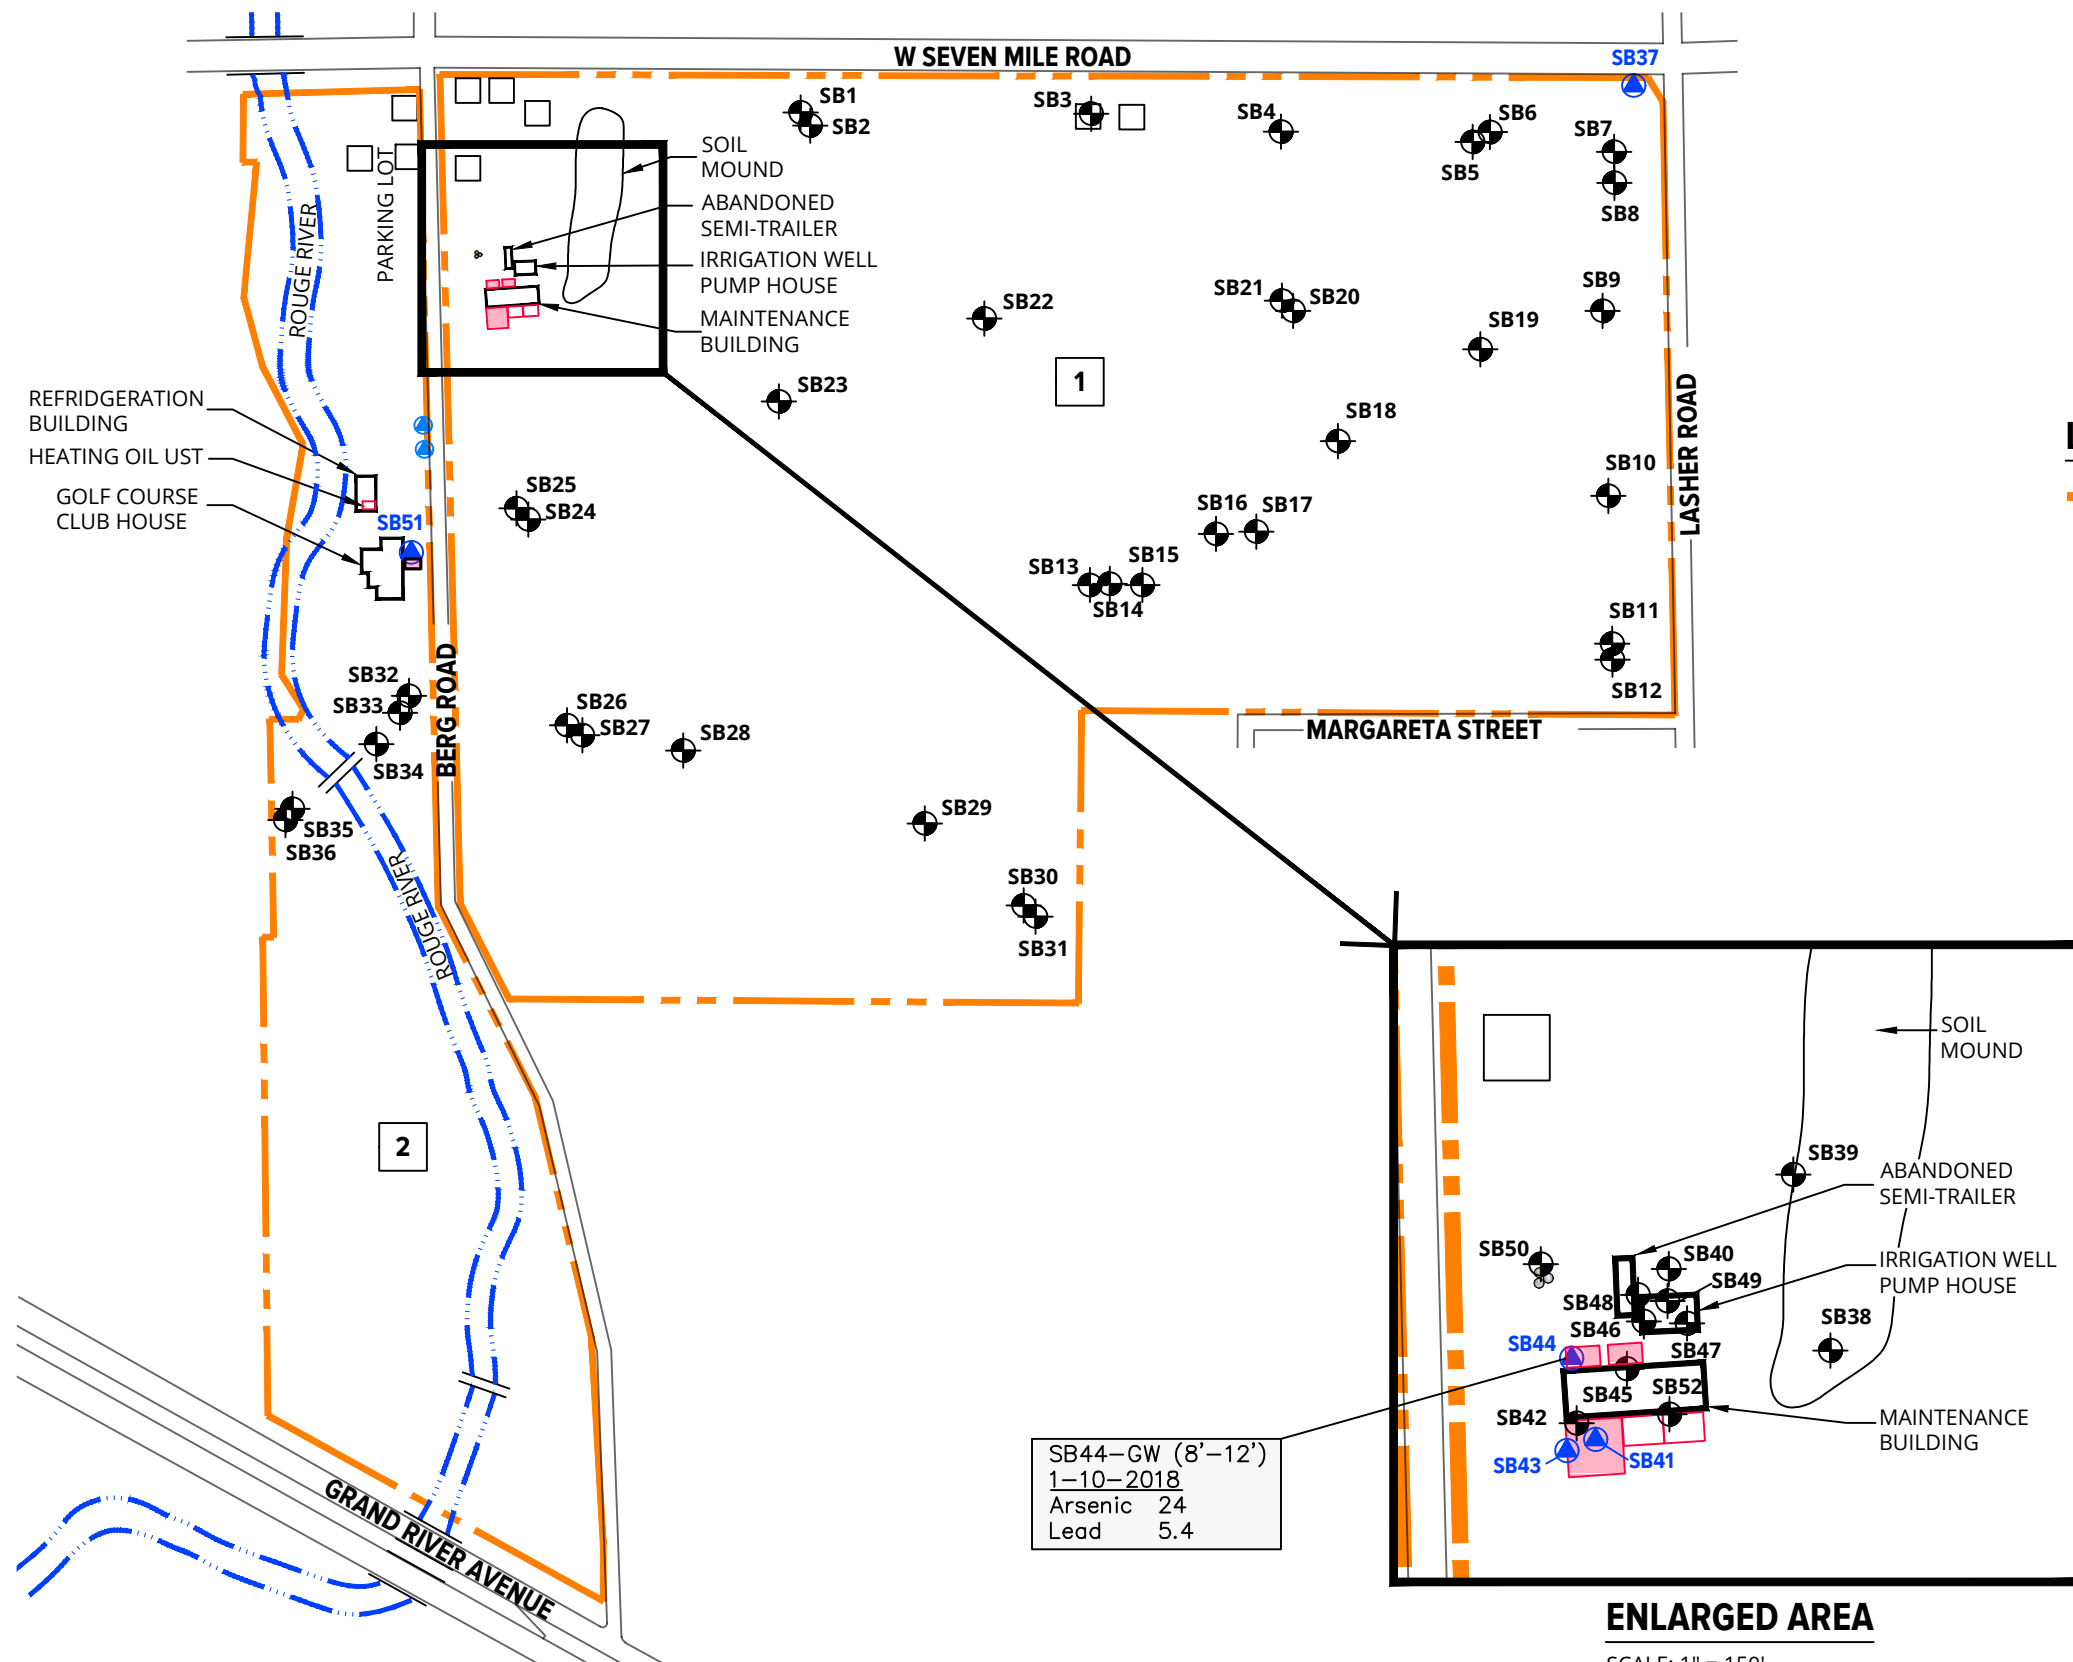 W SEVEN MILE ROAD
SB37
SB1
SB2
SB3
SB4
SB6
SB5
SB7
SB8
SOIL
MOUND
ABANDONED
SEMI-TRAILER
IRRIGATION WELL
PUMP HOUSE
MAINTENANCE
BUILDING
PARKING LOT
ROUGE RIVER
SB22
SB21
SB20
SB9
SB19
SB23
1
SB18
LASHER ROAD
REFRIDGERATION
BUILDING
HEATING OIL UST
GOLF COURSE
CLUB HOUSE
SB51
SB25
SB24
SB16
SB17
SB10
SB13
SB15
SB14
SB11
SB12
SB32
SB33
SB34
BERG ROAD
SB26
SB27
SB28
MARGARETA STREET
SB35
SB36
SB29
ROUGE RIVER
SB30
SB31
2
SOIL
MOUND
SB39
ABANDONED
SEMI-TRAILER
SB50
SB40
SB49
IRRIGATION WELL
PUMP HOUSE
SB48
SB46
SB38
SB44
SB47
SB45
SB52
SB42
MAINTENANCE
BUILDING
SB43
SB41
SB44-GW (8'-12')
1-10-2018
Arsenic 24
Lead 5.4
GRAND RIVER AVENUE
ENLARGED AREA
SCALE: 1" = 150'